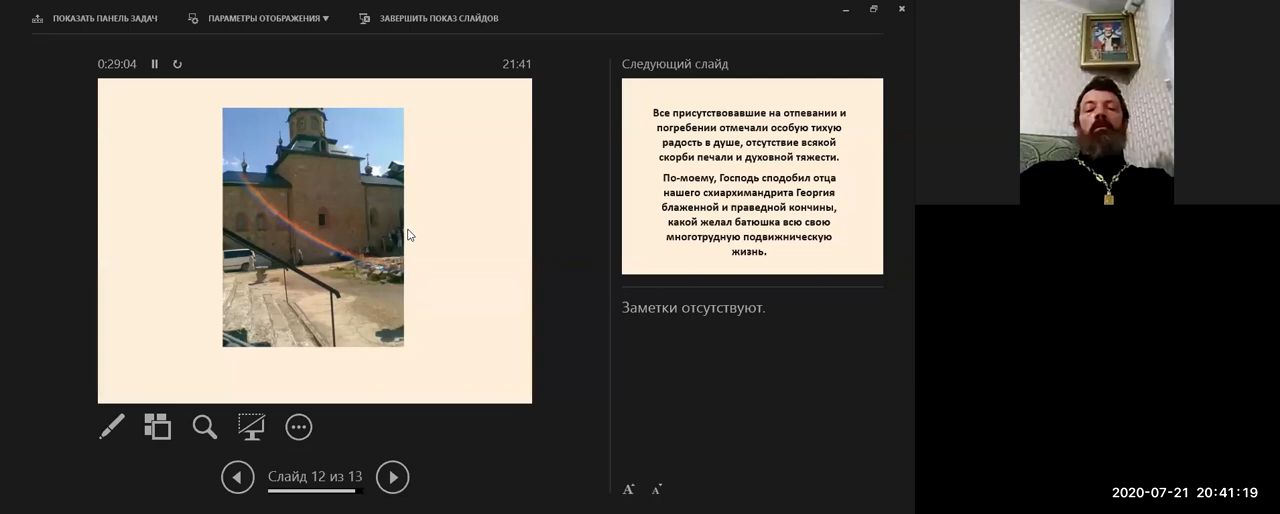 ПОКАЗАТЬ ПАНЕЛЬ ЗАДАЧ
ПАРАМЕТРЫ ОТОБРАЖЕНИЯ ▼
ЗАВЕРШИТЬ ПОКАЗ СЛАЙДОВ
0:29:04
21:41
Следующий слайд
Все присутствовавшие на отпевании и
погребении отмечали особую тихую
радость в душе, отсутствие всякой
скорби печали и духовной тяжести.
По-моему, Господь сподобил отца
нашего схиархимандрита Георгия
блаженной и праведной кончины,
какой желал батюшка всю свою
многотрудную подвижническую
жизнь.
Заметки отсутствуют.
Слайд 12 из 13
A A
2020-07-21 20:41:19